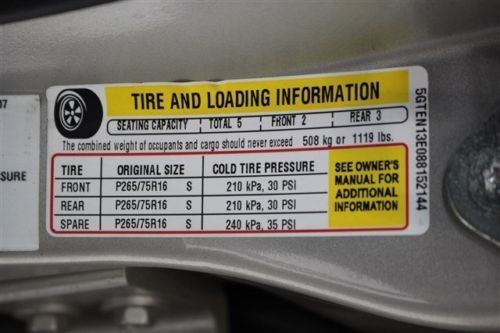 07
SSURE
TIRE AND LOADING INFORMATION
SEATING CAPACITY TOTAL 5 FRONT 2 REAR 3
The combined weight of occupants and cargo should never exceed 508 kg or 1119 lbs.
TIRE ORIGINAL SIZE COLD TIRE PRESSURE
FRONT P265/75R16 S 210 kPa, 30 PSI
REAR P265/75R16 S 210 kPa, 30 PSI
SPARE P265/75R16 S 240 kPa, 35 PSI
SEE OWNER'S
MANUAL FOR
ADDITIONAL
INFORMATION
5GTEN13E088152144